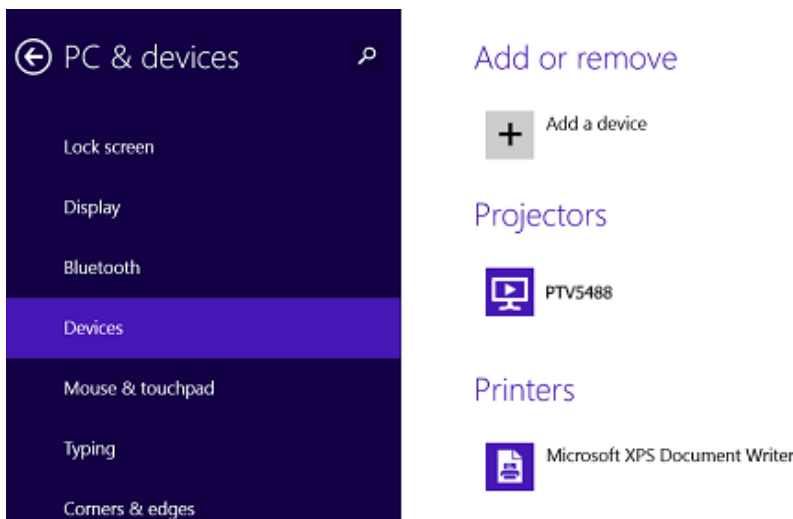 PC & devices
Lock screen
Display
Bluetooth
Devices
Mouse & touchpad
Typing
Corners & edges
Add or remove
Add a device
Projectors
PTV5488
Printers
Microsoft XPS Document Writer